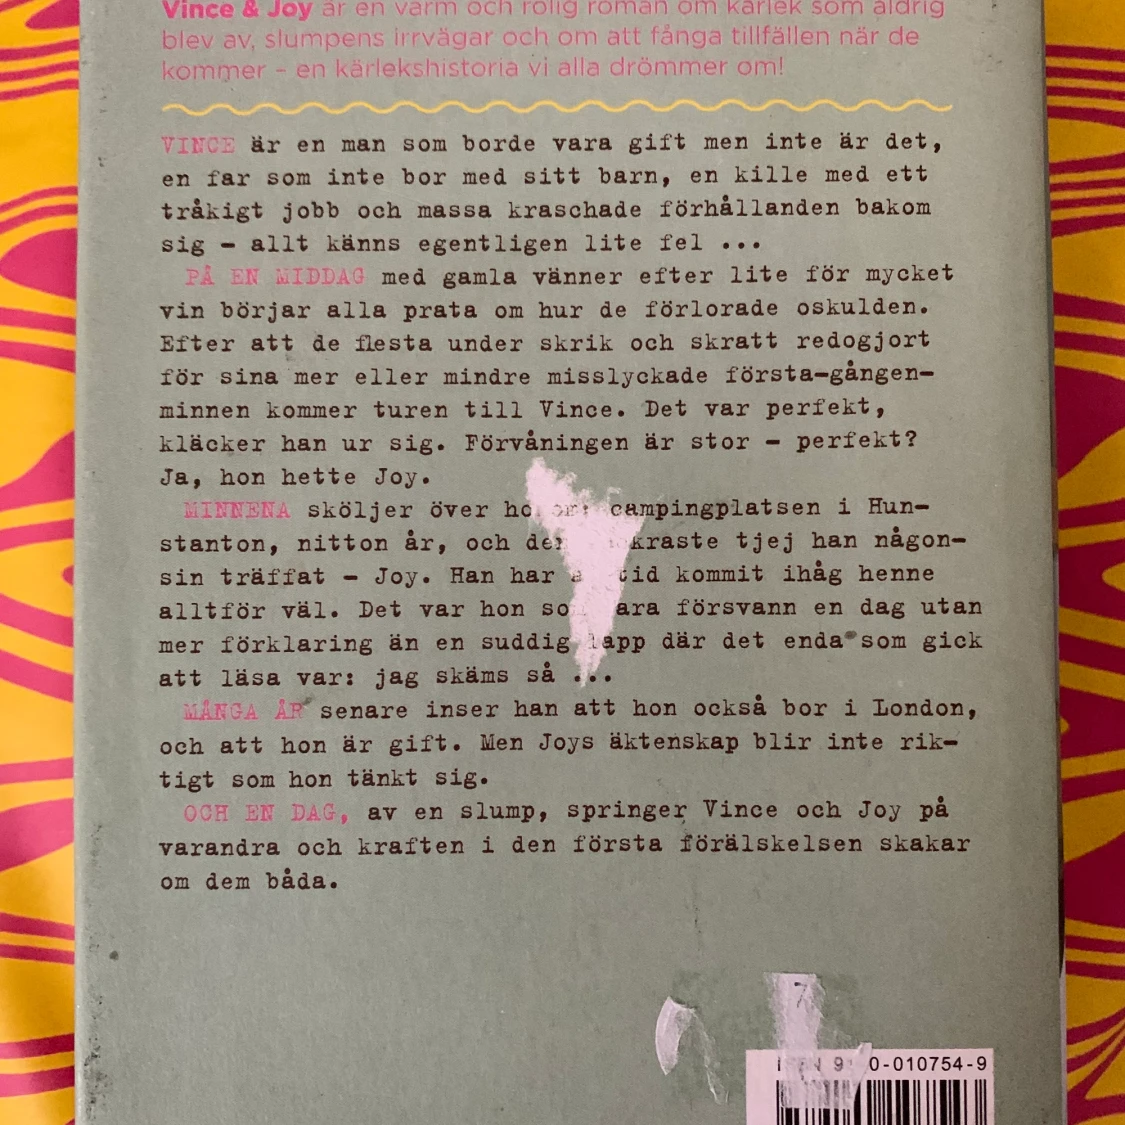 Vince & Joy är en varm och rolig roman om kärlek som aldrig
blev av, slumpens irrvägar och om att fånga tillfällen när de
kommer – en kärlekshistoria vi alla drömmer om!
VINCE är en man som borde vara gift men inte är det,
en far som inte bor med sitt barn, en kille med ett
tråkigt jobb och massa kraschade förhållanden bakom
sig – allt känns egentligen lite fel ...
PÅ EN MIDDAG med gamla vänner efter lite för mycket
vin börjar alla prata om hur de förlorade oskulden.
Efter att de flesta under skrik och skratt redogjort
för sina mer eller mindre misslyckade första-gången-
minnen kommer turen till Vince. Det var perfekt,
kläcker han ur sig. Förvåningen är stor – perfekt?
Ja, hon hette Joy.
MINNENA sköljer över campingplatsen i Hun-
stanton, nitton år, och tjej han någon-
sin träffat – Joy. Han har kommit ihåg henne
alltför väl. Det var hon försvann en dag utan
mer förklaring än en suddig lapp där det enda som gick
att läsa var: jag skäms så ...
MÅNGA ÅR senare inser han att hon också bor i London,
och att hon är gift. Men Joys äktenskap blir inte rik-
tigt som hon tänkt sig.
OCH EN DAG, av en slump, springer Vince och Joy på
varandra och kraften i den första förälskelsen skakar
om dem båda.
7
0-010754-9